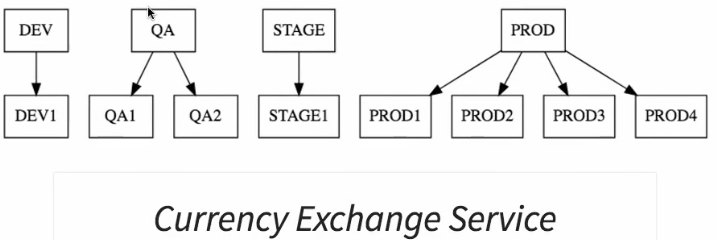 DEV QA STAGE PROD
DEV1 QA1 QA2 STAGE1 PROD1 PROD2 PROD3 PROD4
Currency Exchange Service